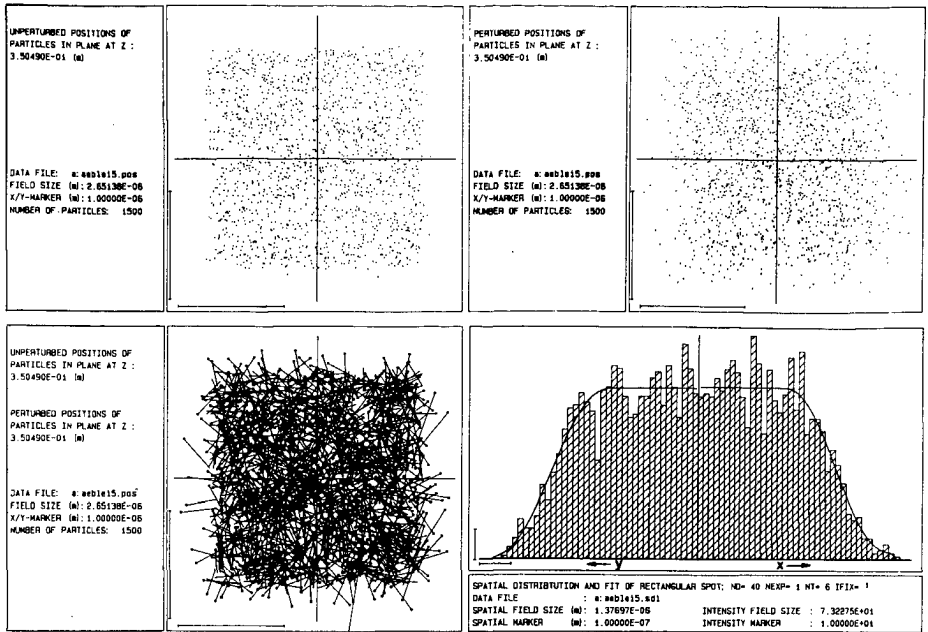 UNPERTURBED POSITIONS OF
PARTICLES IN PLANE AT Z :
3.50490E-01 (m)
DATA FILE: a:aeble15.pos
FIELD SIZE (m): 2.65138E-06
X/Y-MARKER (m): 1.00000E-06
NUMBER OF PARTICLES: 1500
PERTURBED POSITIONS OF
PARTICLES IN PLANE AT Z :
3.50490E-01 (m)
DATA FILE: a:aeble15.pos
FIELD SIZE (m): 2.65138E-06
X/Y-MARKER (m): 1.00000E-06
NUMBER OF PARTICLES: 1500
UNPERTURBED POSITIONS OF
PARTICLES IN PLANE AT Z :
3.50490E-01 (m)
PERTURBED POSITIONS OF
PARTICLES IN PLANE AT Z :
3.50490E-01 (m)
DATA FILE: a:aeble15.pos
FIELD SIZE (m): 2.65138E-06
X/Y-MARKER (m): 1.00000E-06
NUMBER OF PARTICLES: 1500
y x
SPATIAL DISTRIBTUTION AND FIT OF RECTANGULAR SPOT; ND= 40 NEXP= 1 NT= 6 IFIX= 1
DATA FILE : a:aeble15.sdi
SPATIAL FIELD SIZE (m): 1.37697E-06 INTENSITY FIELD SIZE : 7.32275E+01
SPATIAL MARKER (m): 1.00000E-07 INTENSITY MARKER : 1.00000E+01